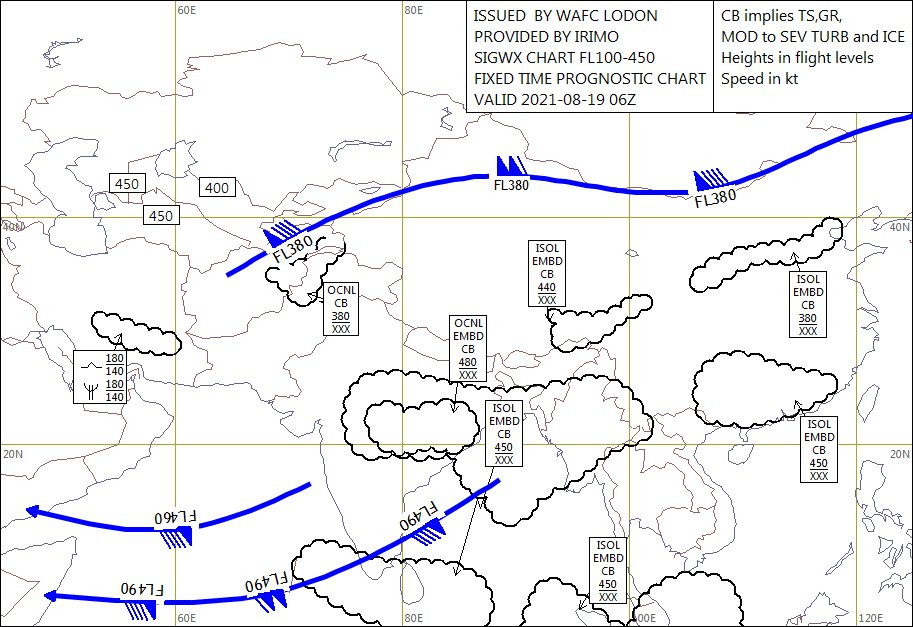 60E
80E
ISSUED  BY WAFC LODON
PROVIDED BY IRIMO
SIGWX CHART FL100-450
FIXED TIME PROGNOSTIC CHART
VALID 2021-08-19 06Z
CB implies TS,GR,
MOD to SEV TURB and ICE
Heights in flight levels
Speed in kt
FL380
450
400
450
FL380
40N
40N
FL380
ISOL
EMBD
CB
440
XXX
ISOL
EMBD
CB
380
XXX
OCNL
CB
380
XXX
OCNL
EMBD
CB
480
XXX
180
140
180
140
ISOL
EMBD
CB
450
XXX
ISOL
EMBD
CB
450
XXX
20N
20N
FL460
FL490
ISOL
EMBD
CB
450
XXX
FL490
FL490
60E
80E
100E
120E